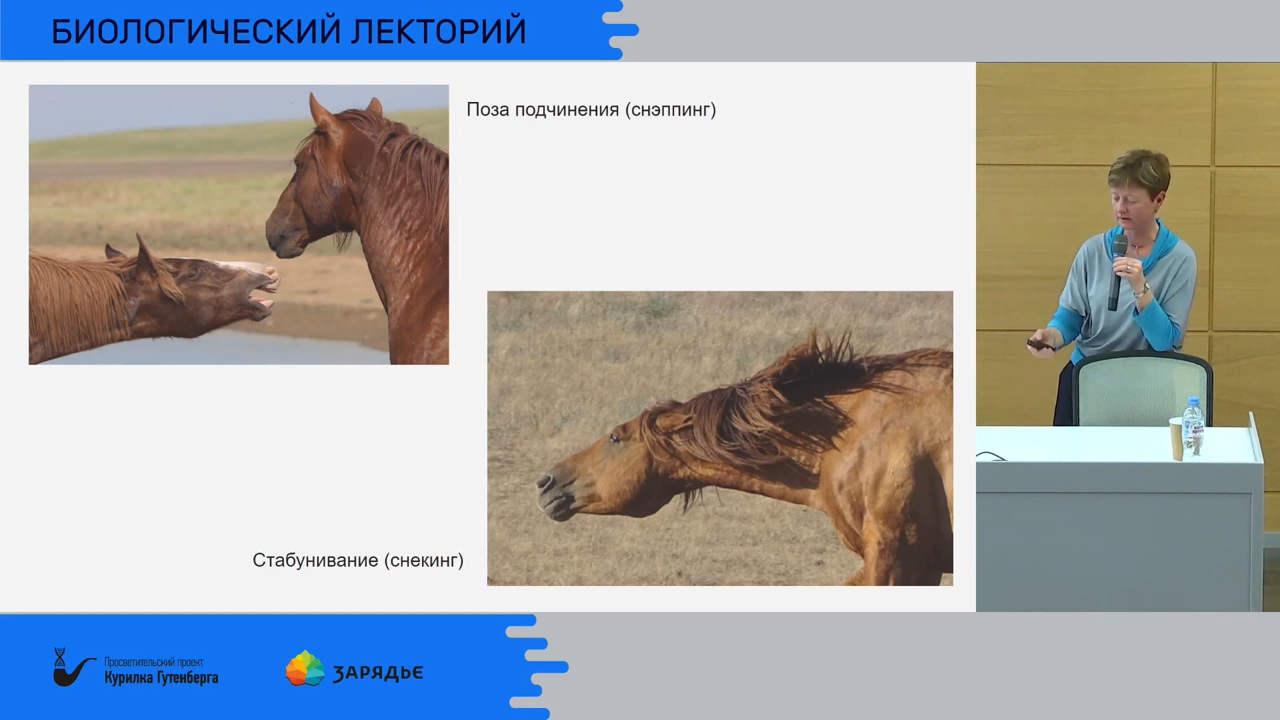 БИОЛОГИЧЕСКИЙ ЛЕКТОРИЙ
Поза подчинения (снэппинг)
Стабунивание (снекинг)
Просветительский проект
Курилка Гутенберга
ЗАРЯДЬЕ